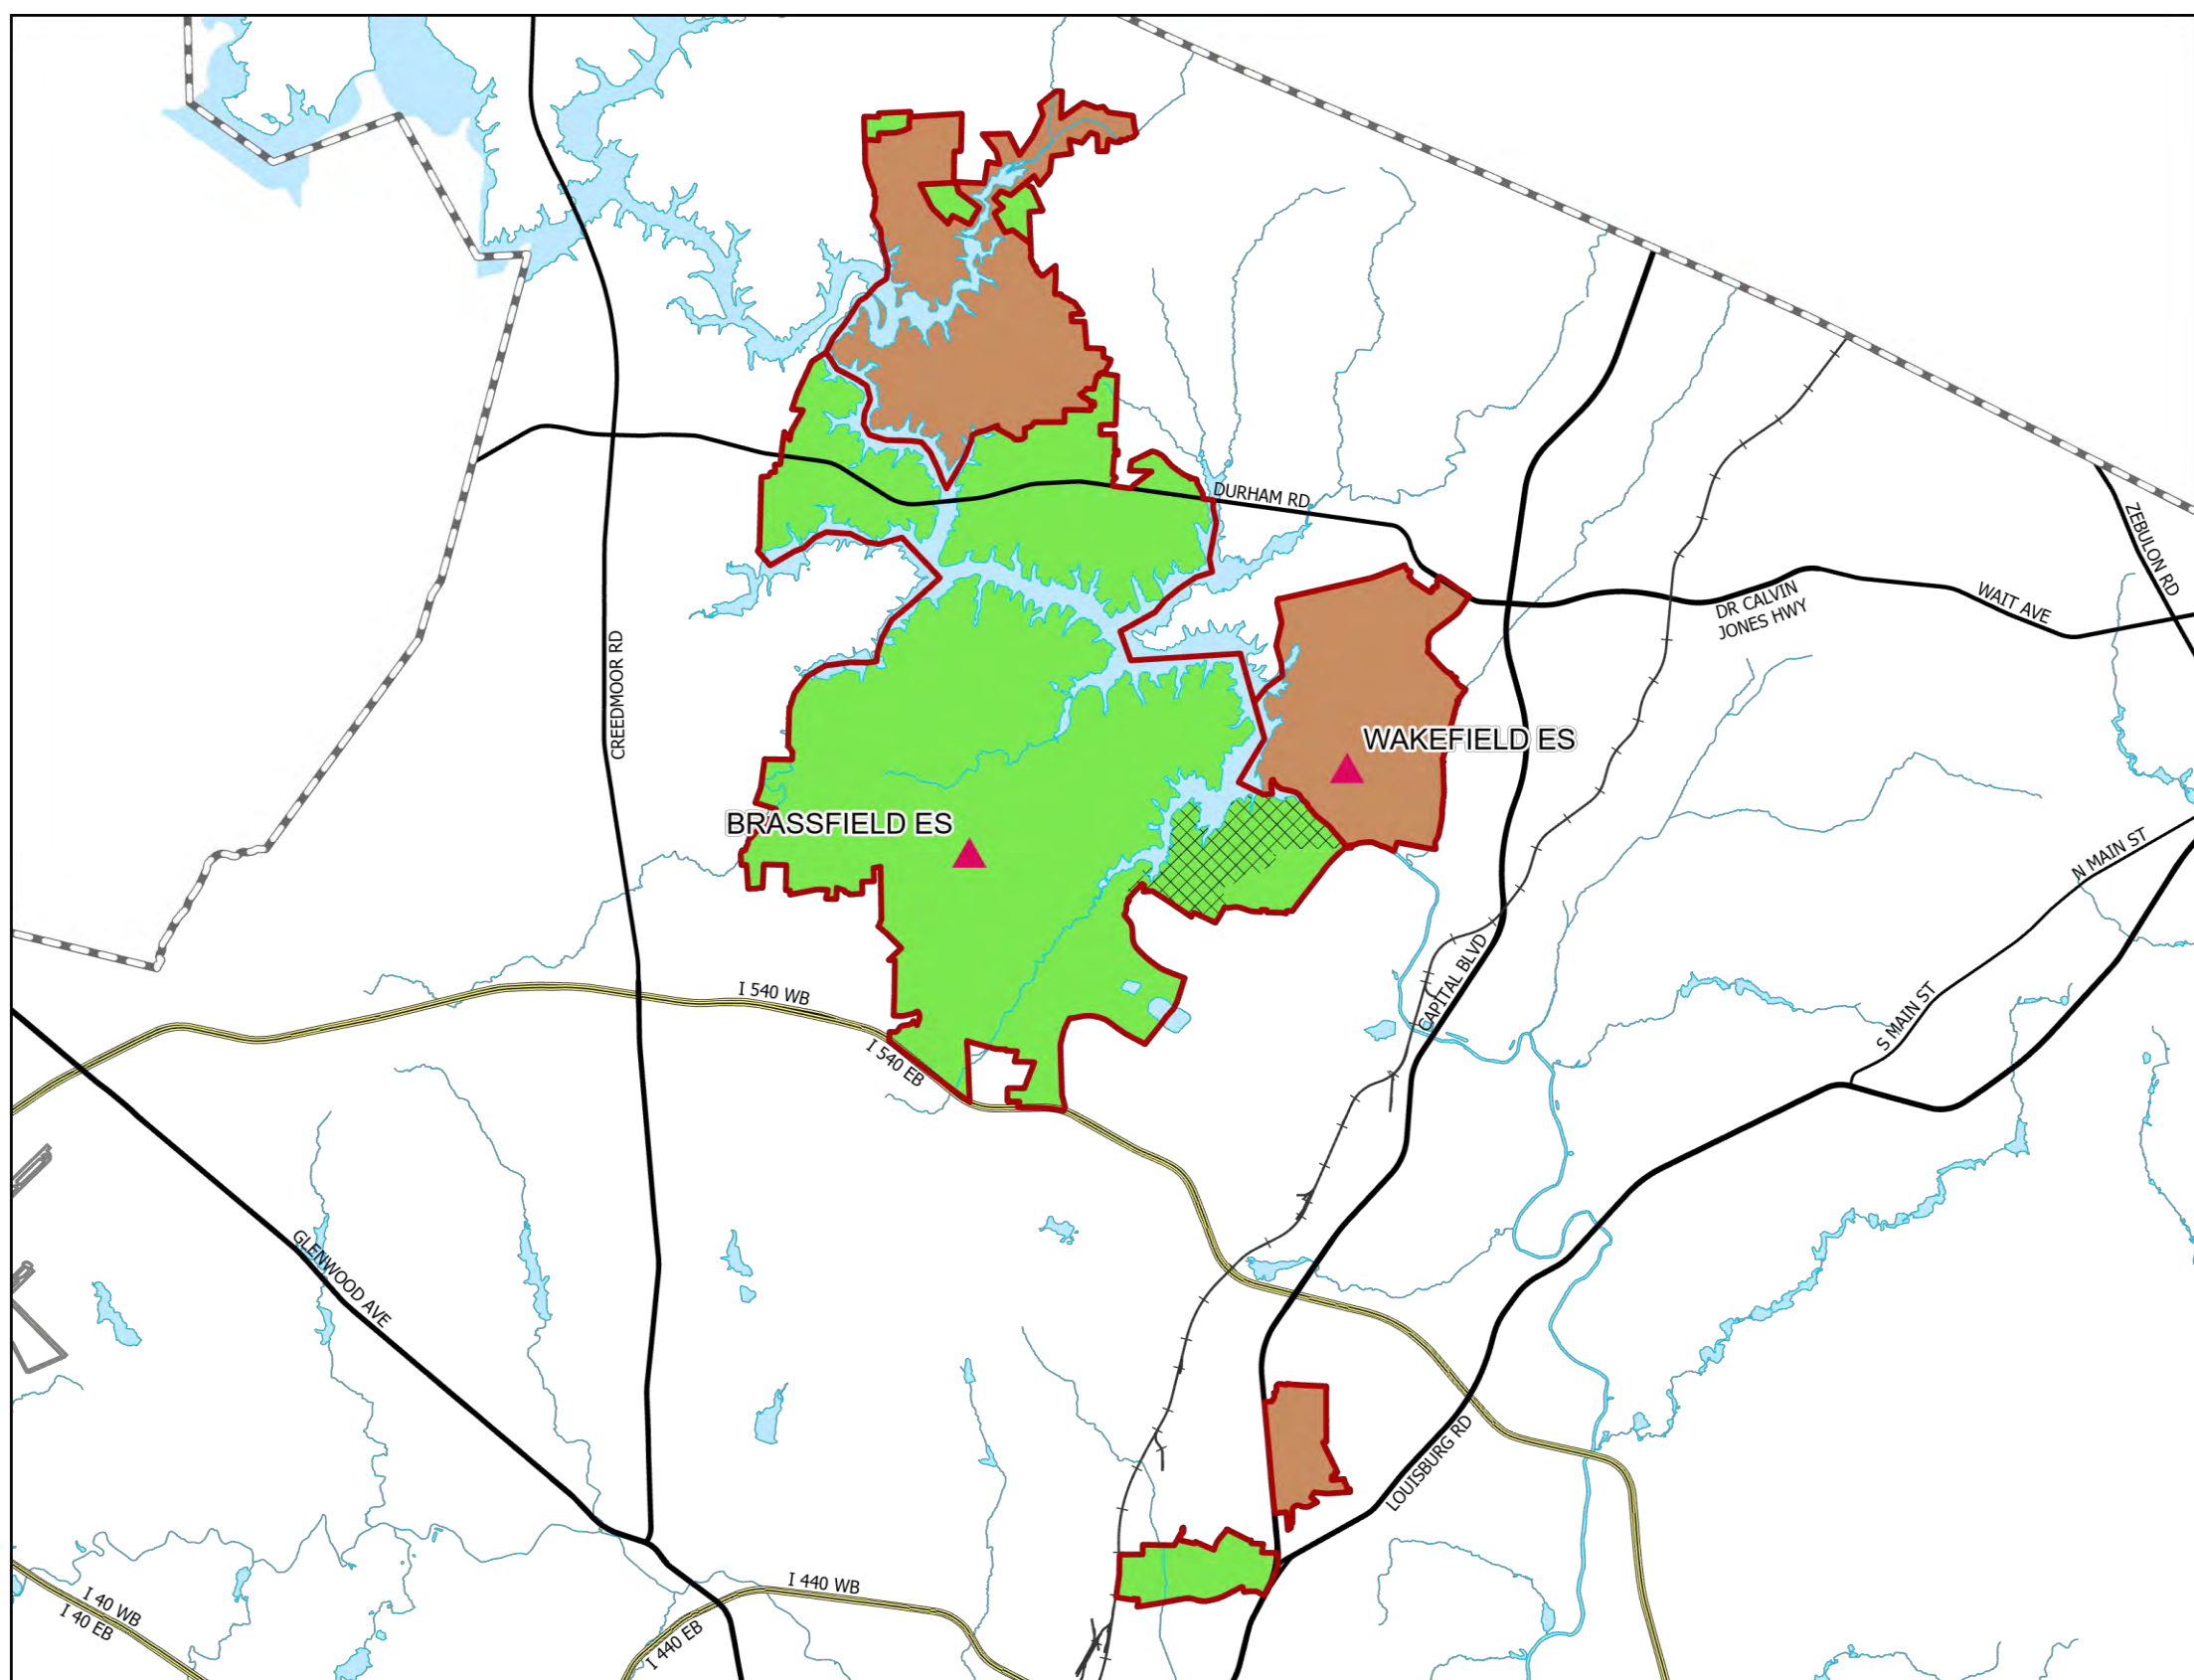 DURHAM RD
ZEBULON RD
DR CALVIN
JONES HWY
WAIT AVE
CREEDMOOR RD
WAKEFIELD ES
BRASSFIELD ES
N MAIN ST
CAPITAL BLVD
I 540 WB
S MAIN ST
I 540 EB
GLENWOOD AVE
LOUISBURG RD
I 440 WB
I 40 WB
I 40 EB
I 440 EB